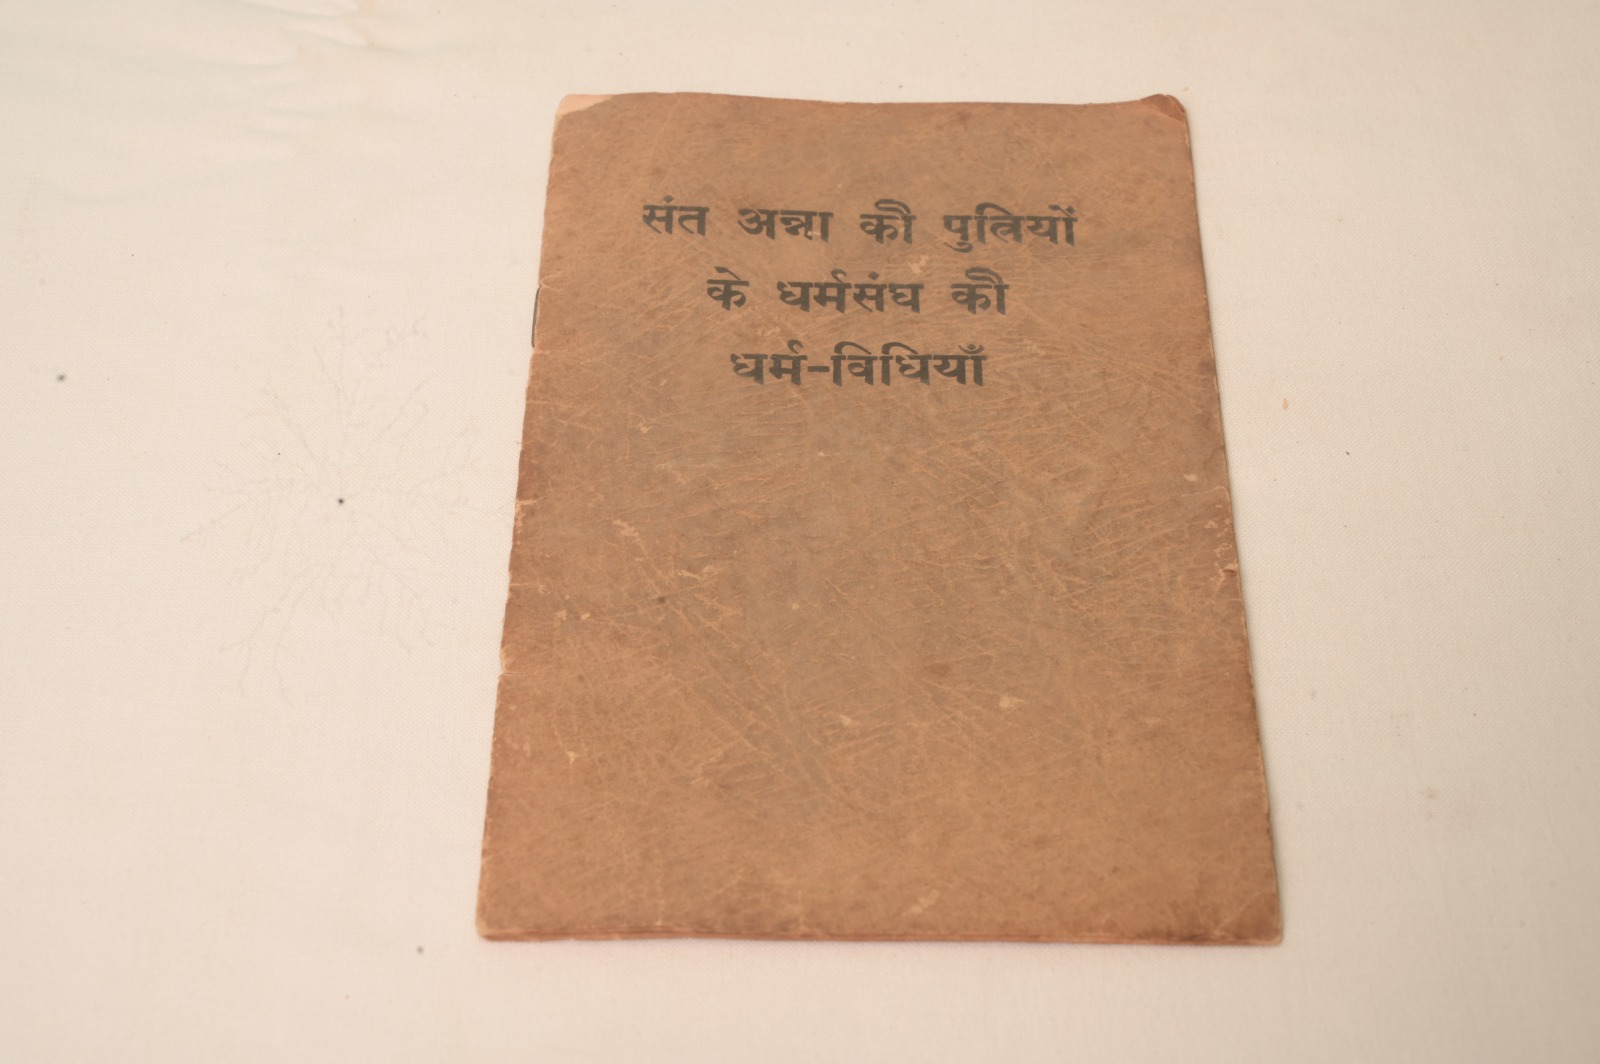 संत अन्ना की पुत्रियों
के धर्मसंघ की
धर्म-विधियाँ